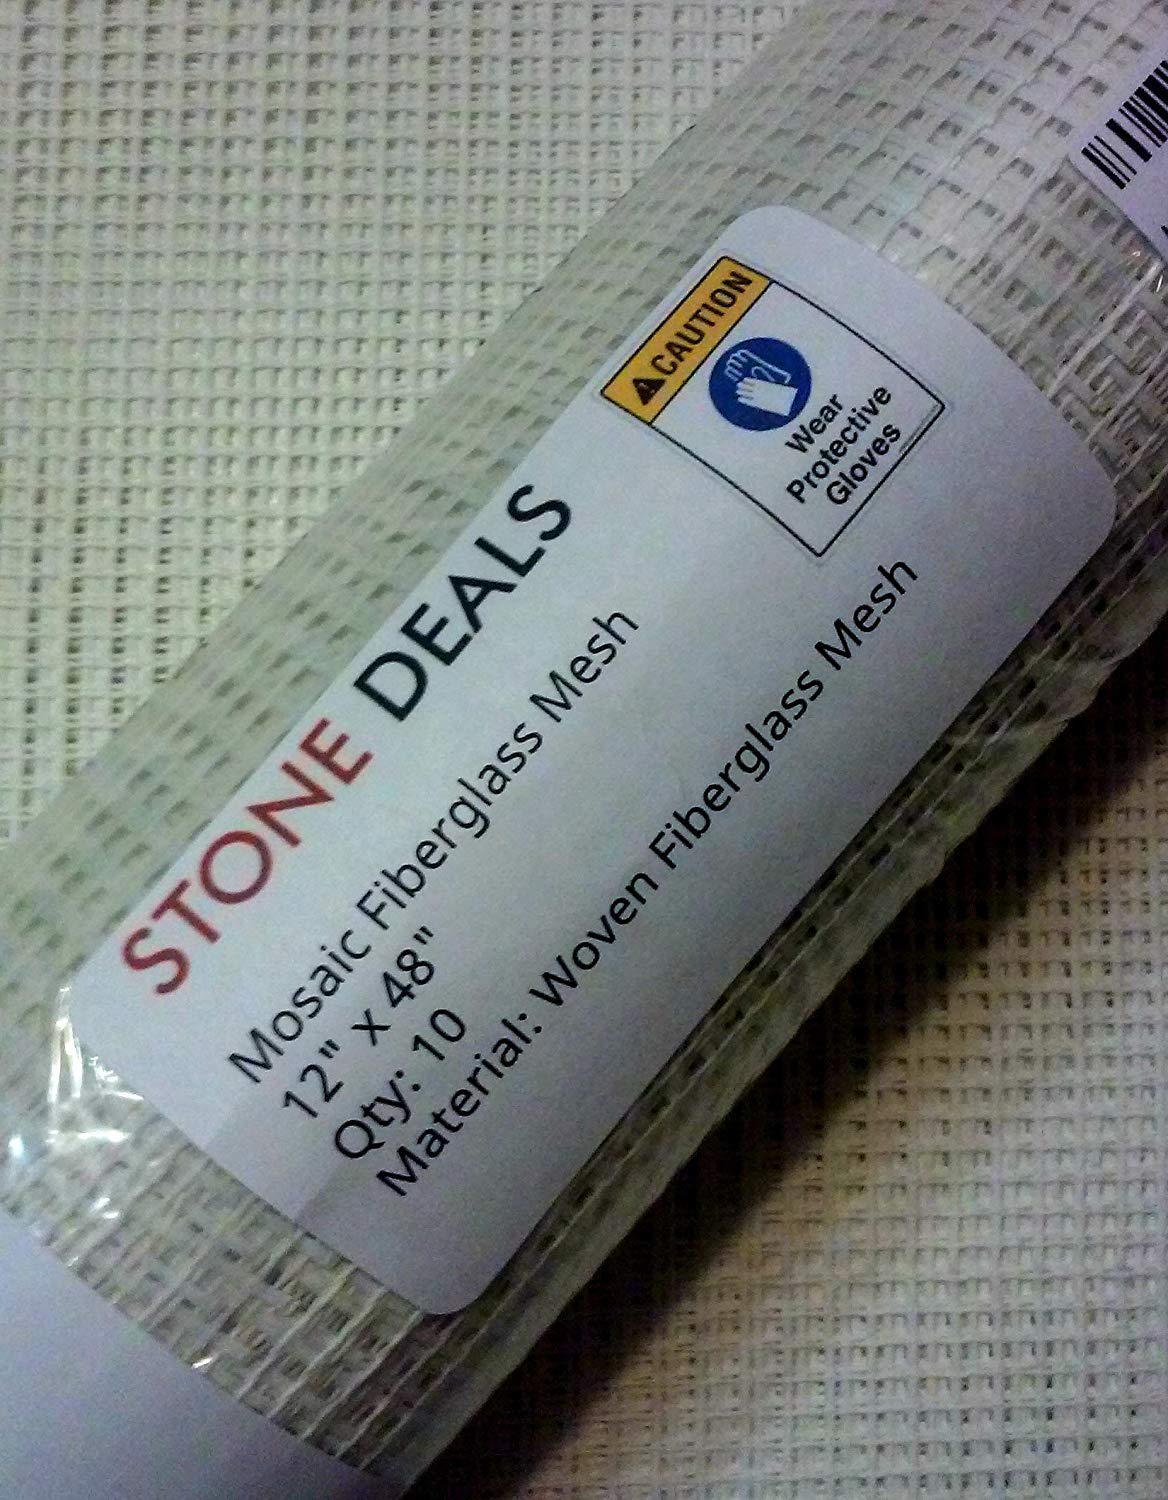 CAUTION
Wear
Protective
Gloves
STONE DEALS
Mosaic Fiberglass Mesh
12" x 48"
Qty: 10
Material: Woven Fiberglass Mesh